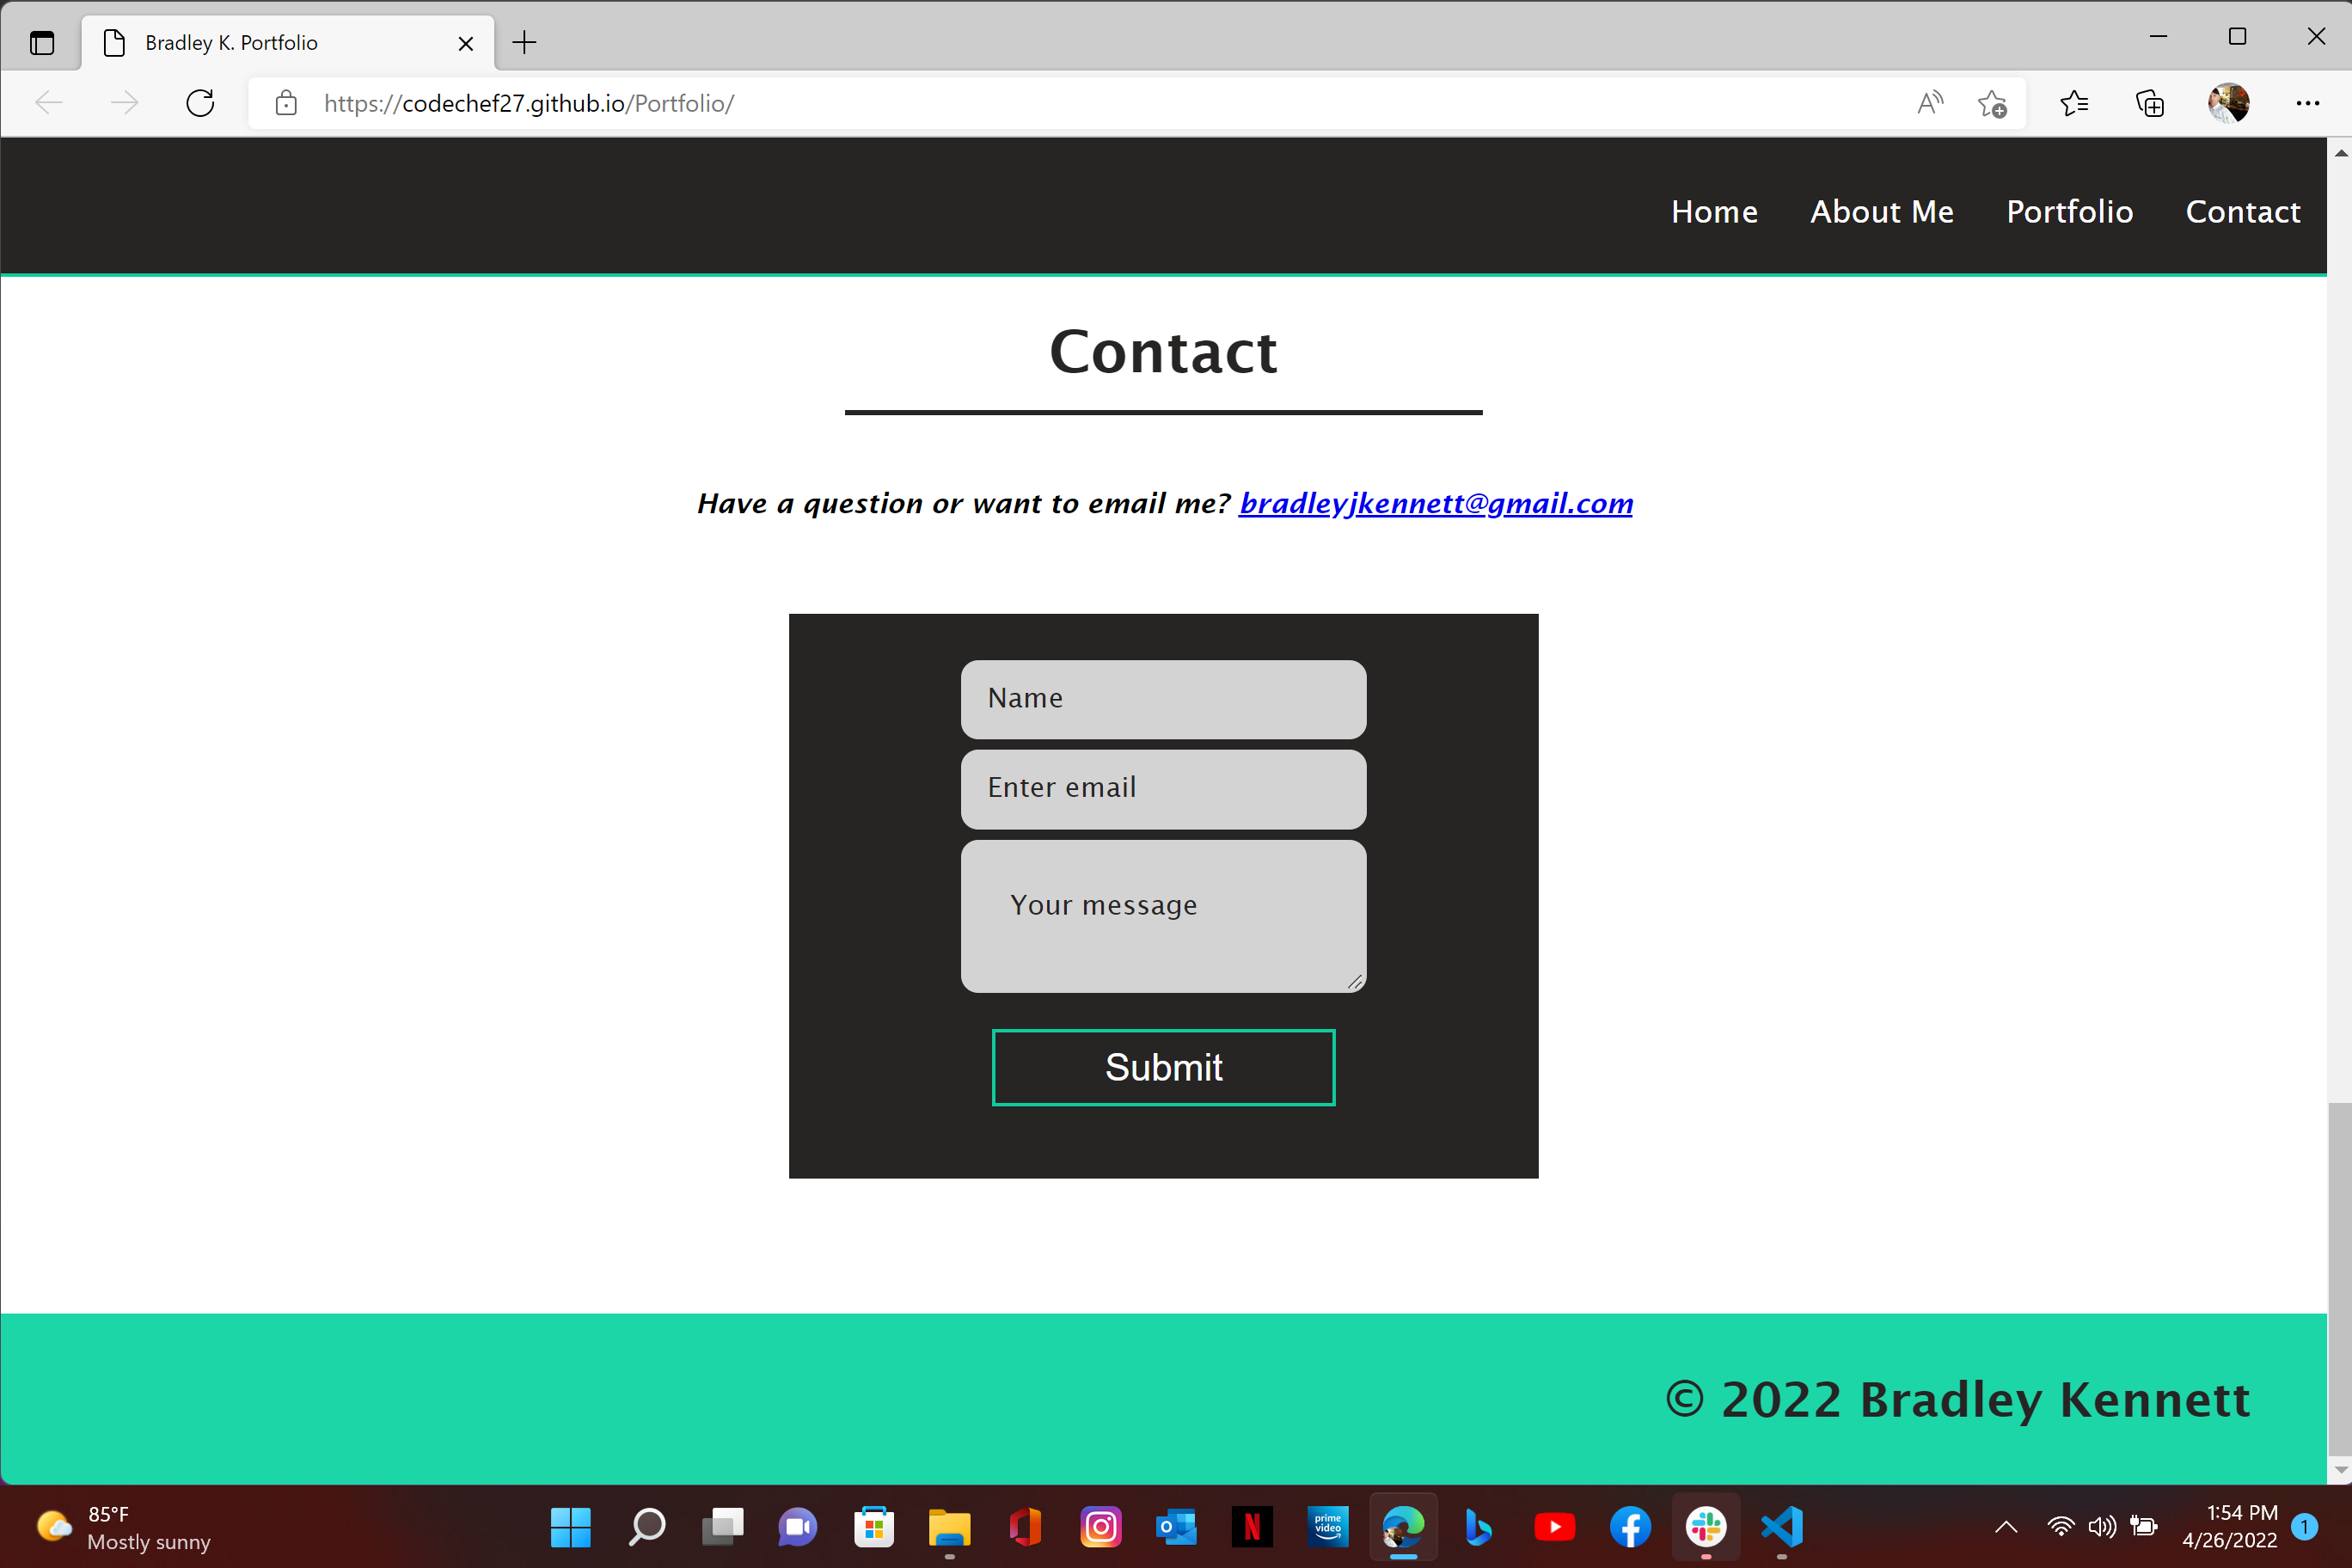 Bradley K. Portfolio
https://codechef27.github.io/Portfolio/
Home About Me Portfolio Contact
Contact
Have a question or want to email me? bradleyjkennett@gmail.com
Name
Enter email
Your message
Submit
© 2022 Bradley Kennett
85°F
Mostly sunny
prime
video
1:54 PM
4/26/2022
1